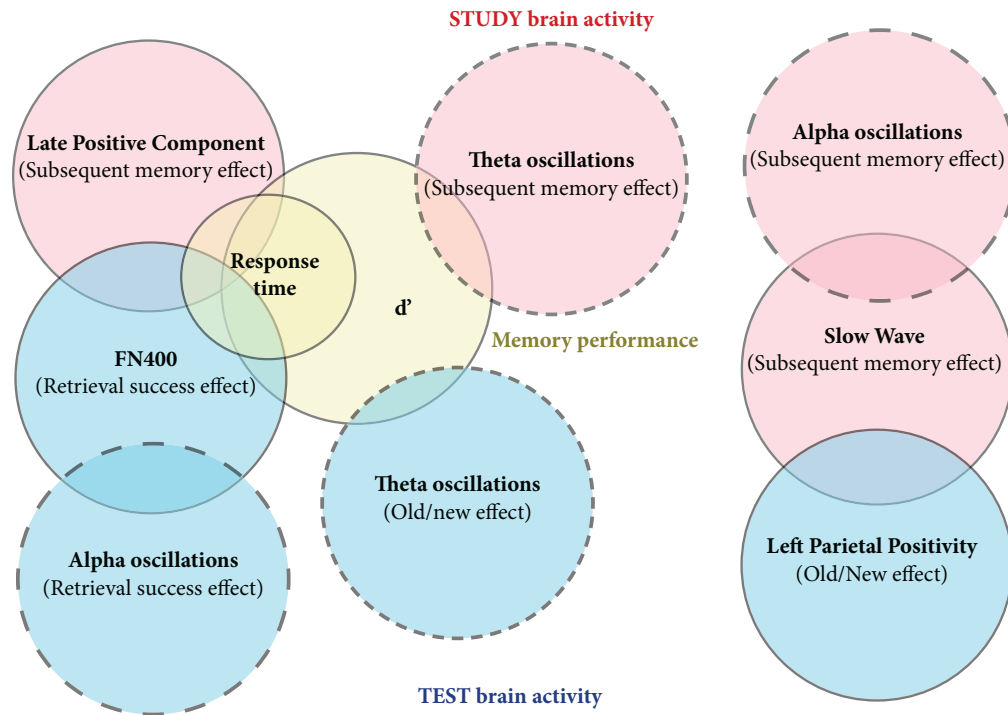 STUDY brain activity
Late Positive Component
(Subsequent memory effect)
Theta oscillations
(Subsequent memory effect)
Alpha oscillations
(Subsequent memory effect)
Response
time
d’
Memory performance
FN400
(Retrieval success effect)
Slow Wave
(Subsequent memory effect)
Theta oscillations
(Old/new effect)
Alpha oscillations
(Retrieval success effect)
Left Parietal Positivity
(Old/New effect)
TEST brain activity